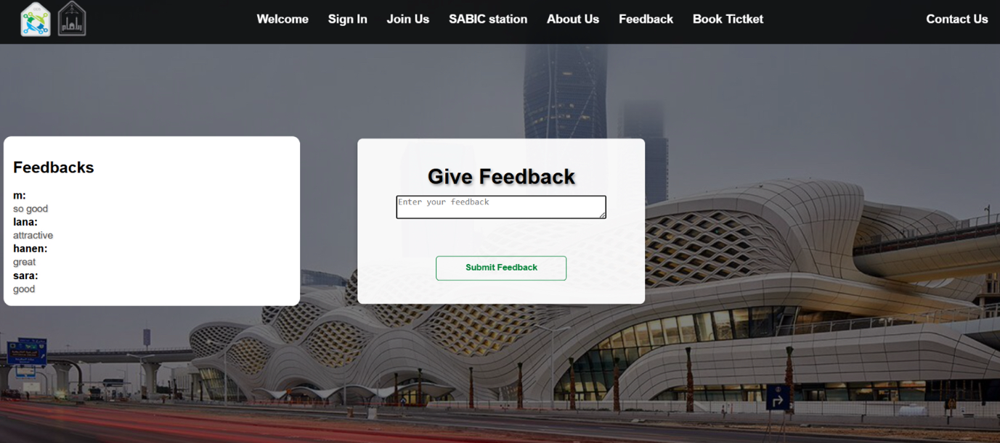 Welcome Sign In Join Us SABIC station About Us Feedback Book Tictket Contact Us
Feedbacks
m:
so good
lana:
attractive
hanen:
great
sara:
good
Give Feedback
Enter your feedback
Submit Feedback